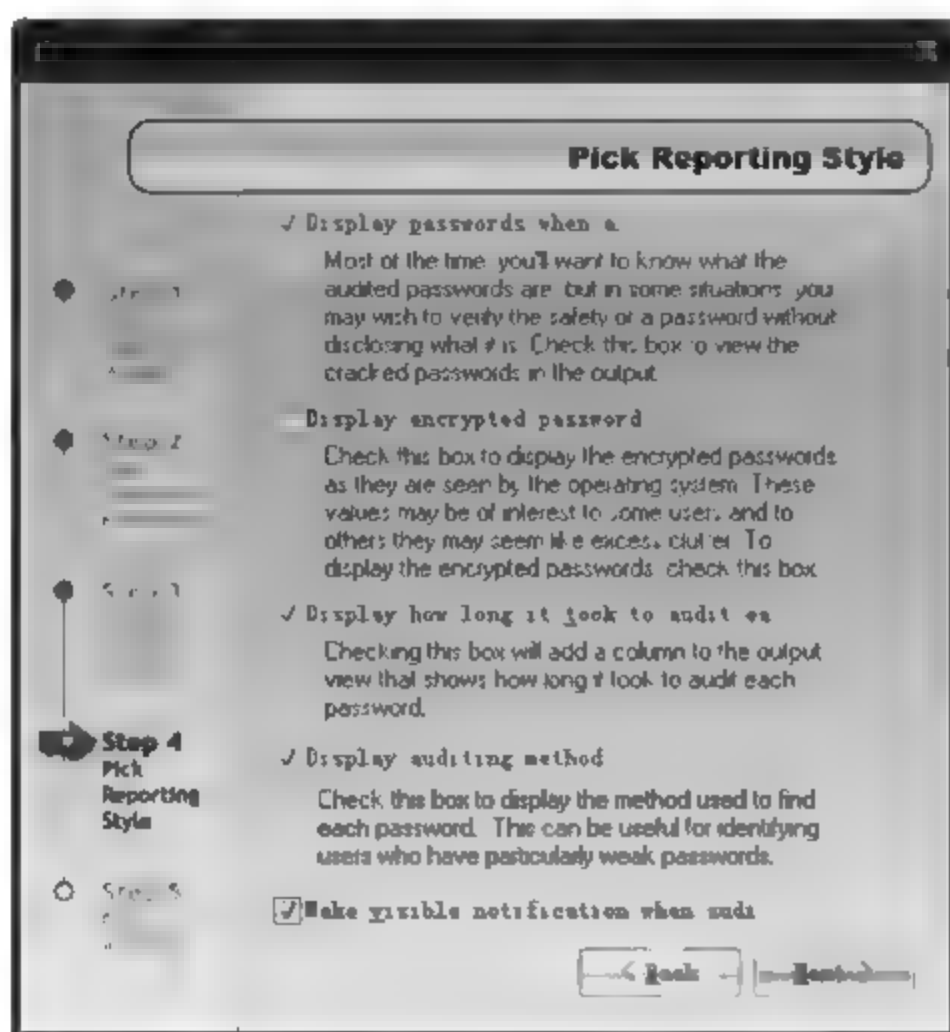 Pick Reporting Style
Display passwords when a
Most of the time you'll want to know what the
audited passwords are but in some situations you
may wish to verify the safety of a password without
disclosing what it is. Check this box to view the
cracked passwords in the output
Display encrypted password
Check this box to display the encrypted passwords
as they are seen by the operating system. These
values may be of interest to some users and to
others they may seem like excess clutter. To
display the encrypted passwords check this box
Display how long it took to audit ea
Checking this box will add a column to the output
view that shows how long it took to audit each
password.
Display auditing method
Check this box to display the method used to find
each password. This can be useful for identifying
users who have particularly weak passwords.
Make visible notification when audi
Step 2
Step 4
Pick
Reporting
Style
Step 5
< Back